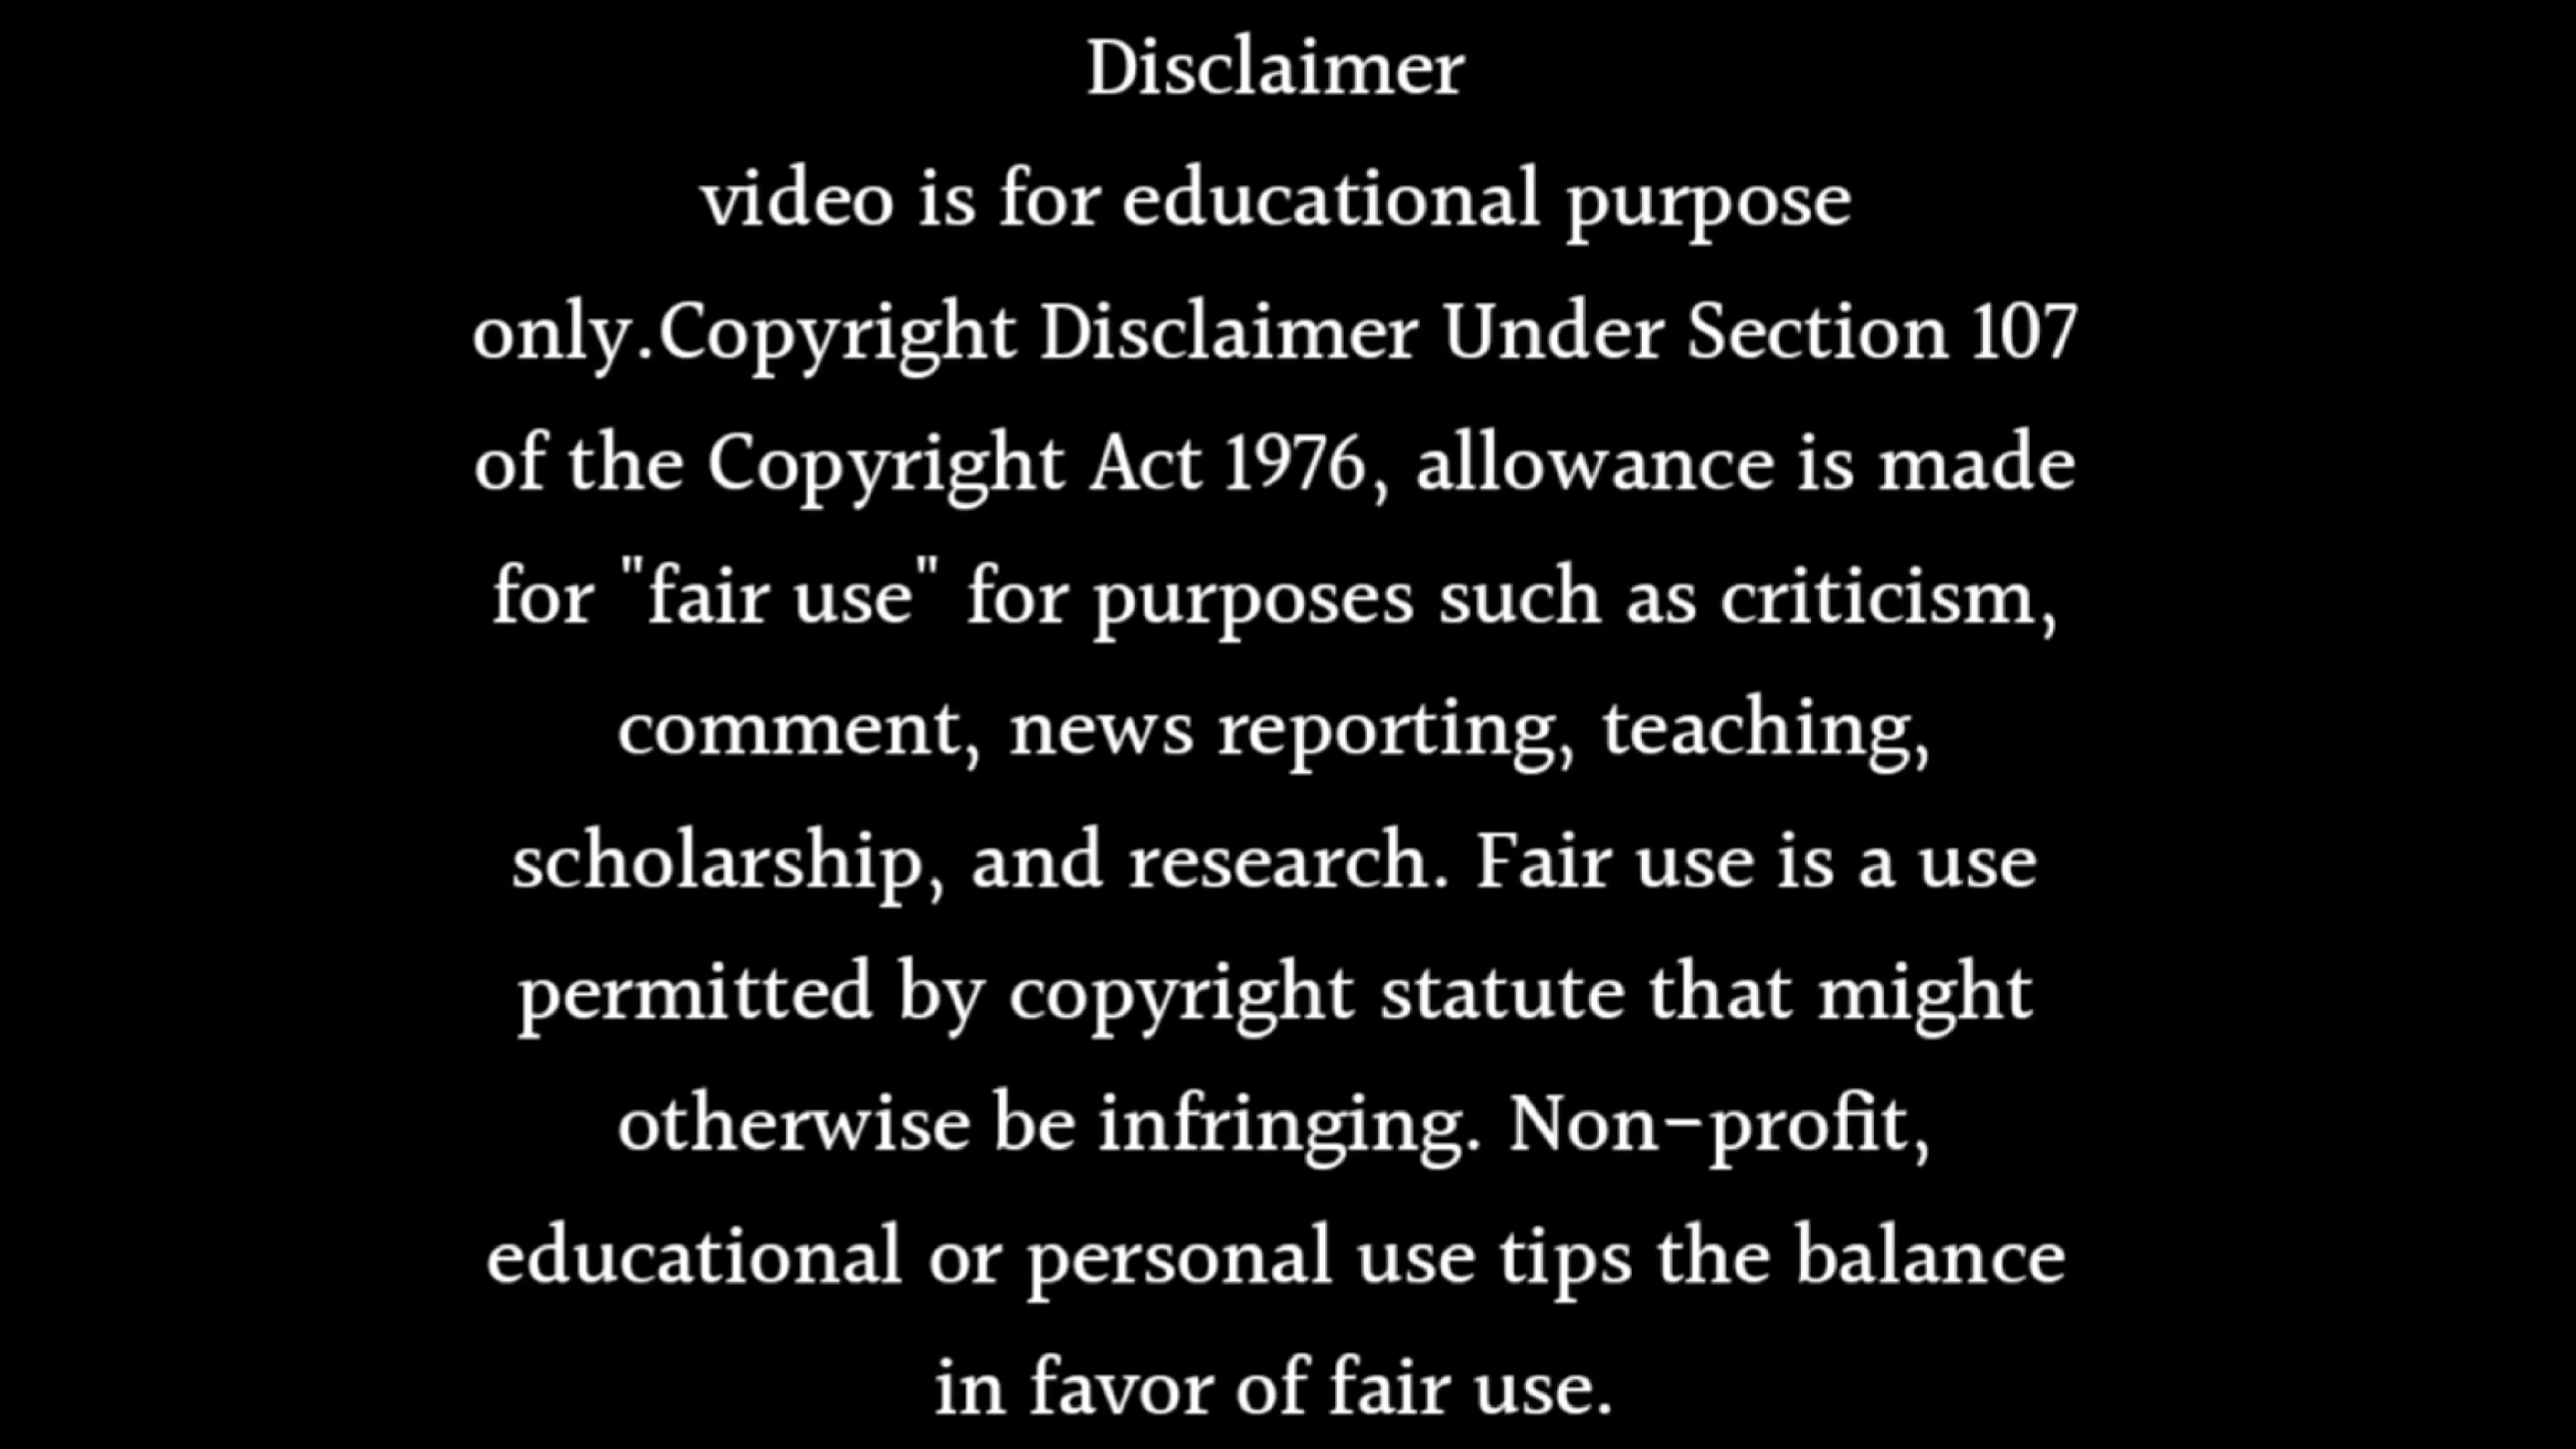 Disclaimer
video is for educational purpose
only.Copyright Disclaimer Under Section 107
of the Copyright Act 1976, allowance is made
for "fair use" for purposes such as criticism,
comment, news reporting, teaching,
scholarship, and research. Fair use is a use
permitted by copyright statute that might
otherwise be infringing. Non-profit,
educational or personal use tips the balance
in favor of fair use.